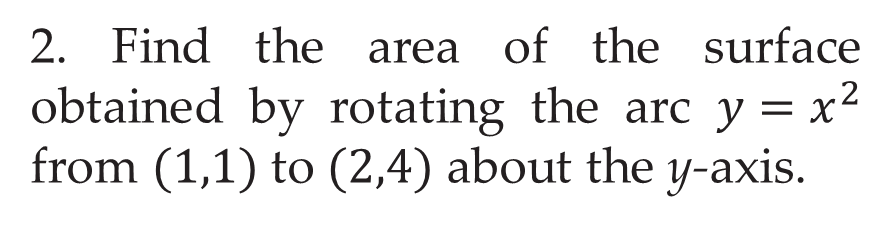 2. Find the area of the surface
obtained by rotating the arc y = x²
from (1,1) to (2,4) about the y-axis.